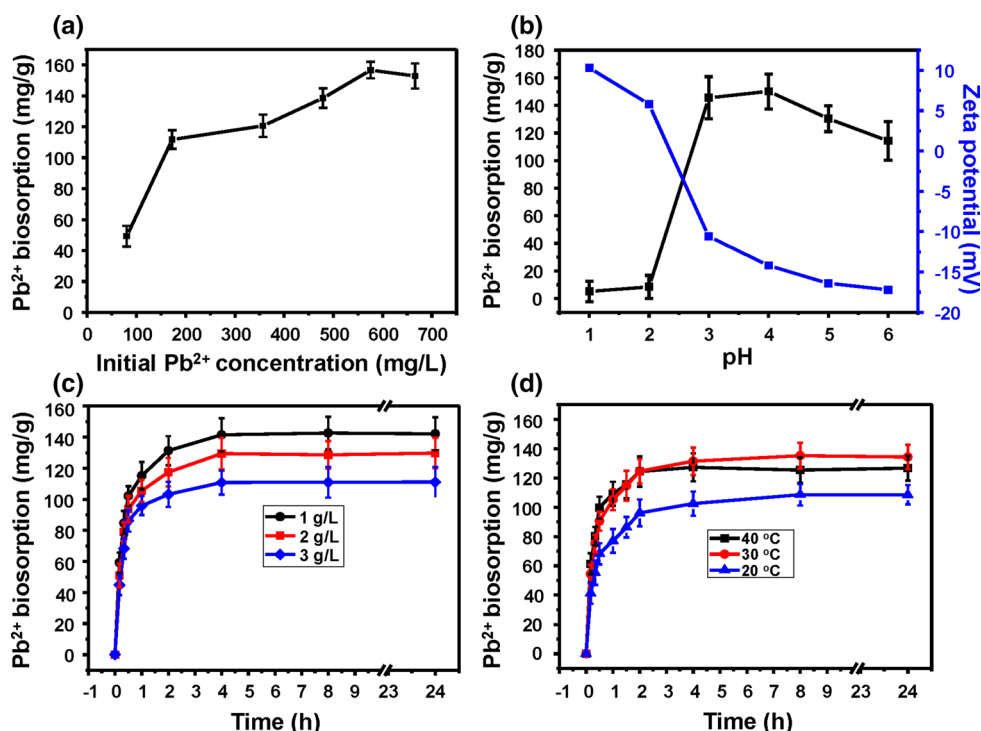 (a)
Pb²⁺ biosorption (mg/g)
180
160
140
120
100
80
60
40
20
0
0 100 200 300 400 500 600 700
Initial Pb²⁺ concentration (mg/L)
(b)
Pb²⁺ biosorption (mg/g)
180
160
140
120
100
80
60
40
20
0
10
5
0
-5
-10
-15
-20
Zeta potential (mV)
1 2 3 4 5 6
pH
(c)
Pb²⁺ biosorption (mg/g)
160
140
120
100
80
60
40
20
0
1 g/L
2 g/L
3 g/L
-1 0 1 2 3 4 5 6 7 8 9 23 24
Time (h)
(d)
Pb²⁺ biosorption (mg/g)
160
140
120
100
80
60
40
20
0
40 °C
30 °C
20 °C
-1 0 1 2 3 4 5 6 7 8 9 23 24
Time (h)